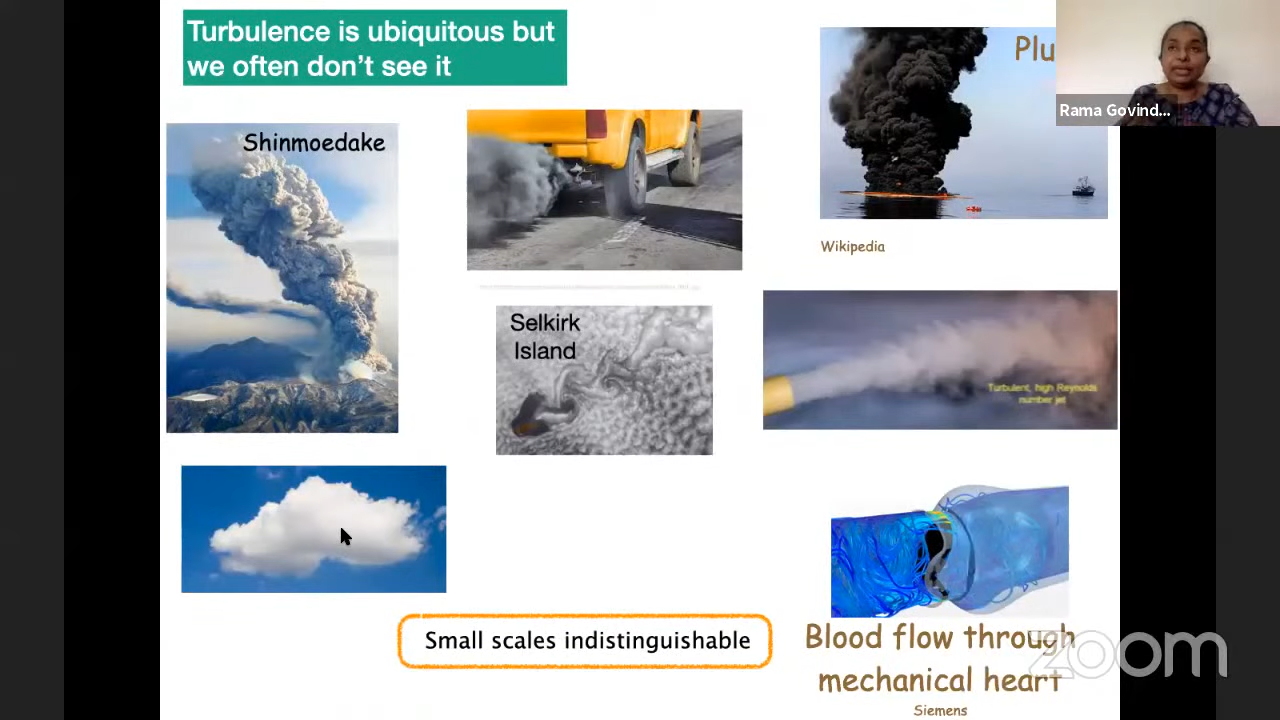 Turbulence is ubiquitous but
we often don't see it
Plu
Rama Govind...
Shinmoedake
Wikipedia
Selkirk
Island
Turbulent, high Reynolds
number jet
Small scales indistinguishable
Blood flow through
mechanical heart
Siemens
zoom